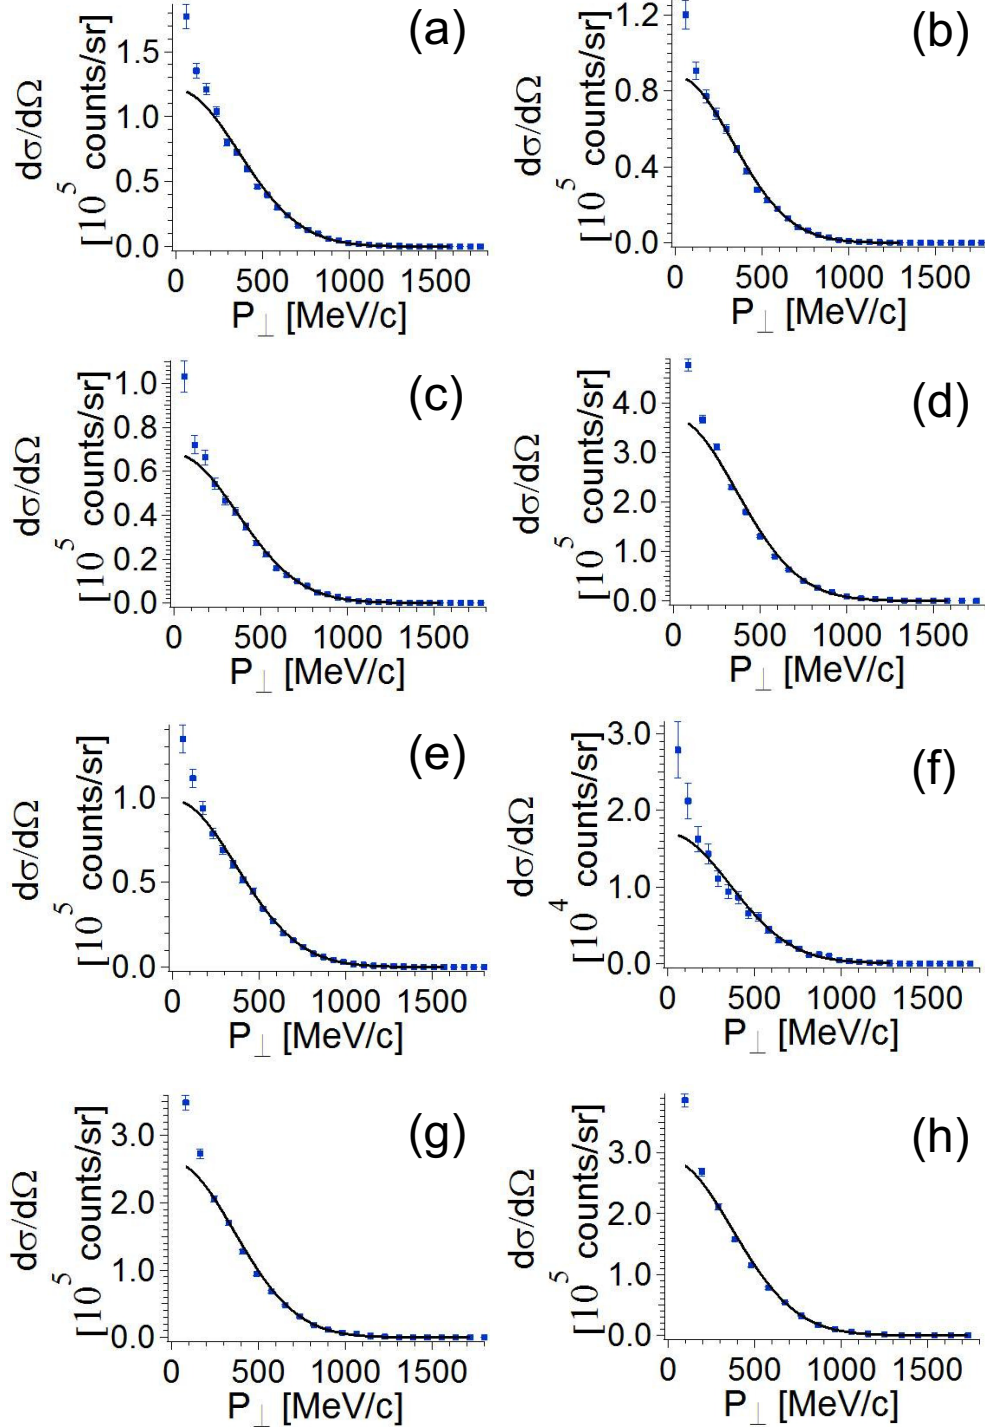 (a)
dσ/dΩ
[10^5 counts/sr]
1.5
1.0
0.5
0.0
0 500 1000 1500
P⊥ [MeV/c]
(b)
dσ/dΩ
[10^5 counts/sr]
1.2
0.8
0.4
0.0
0 500 1000 1500
P⊥ [MeV/c]
(c)
dσ/dΩ
[10^5 counts/sr]
1.0
0.8
0.6
0.4
0.2
0.0
0 500 1000 1500
P⊥ [MeV/c]
(d)
dσ/dΩ
[10^5 counts/sr]
4.0
3.0
2.0
1.0
0.0
0 500 1000 1500
P⊥ [MeV/c]
(e)
dσ/dΩ
[10^5 counts/sr]
1.0
0.5
0.0
0 500 1000 1500
P⊥ [MeV/c]
(f)
dσ/dΩ
[10^4 counts/sr]
3.0
2.0
1.0
0.0
0 500 1000 1500
P⊥ [MeV/c]
(g)
dσ/dΩ
[10^5 counts/sr]
3.0
2.0
1.0
0.0
0 500 1000 1500
P⊥ [MeV/c]
(h)
dσ/dΩ
[10^5 counts/sr]
3.0
2.0
1.0
0.0
0 500 1000 1500
P⊥ [MeV/c]